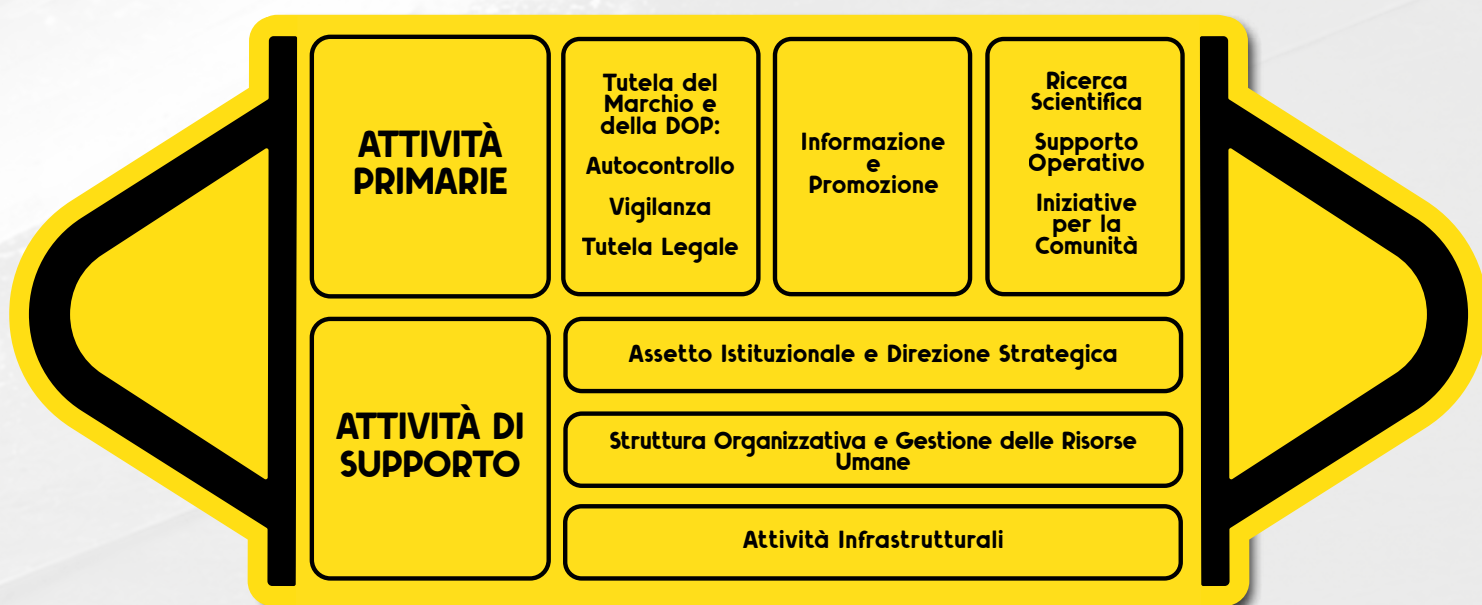 ATTIVITÀ
PRIMARIE
Tutela del
Marchio e
della DOP:
Autocontrollo
Vigilanza
Tutela Legale
Informazione
e
Promozione
Ricerca
Scientifica
Supporto
Operativo
Iniziative
per la
Comunità
ATTIVITÀ DI
SUPPORTO
Assetto Istituzionale e Direzione Strategica
Struttura Organizzativa e Gestione delle Risorse
Umane
Attività Infrastrutturali